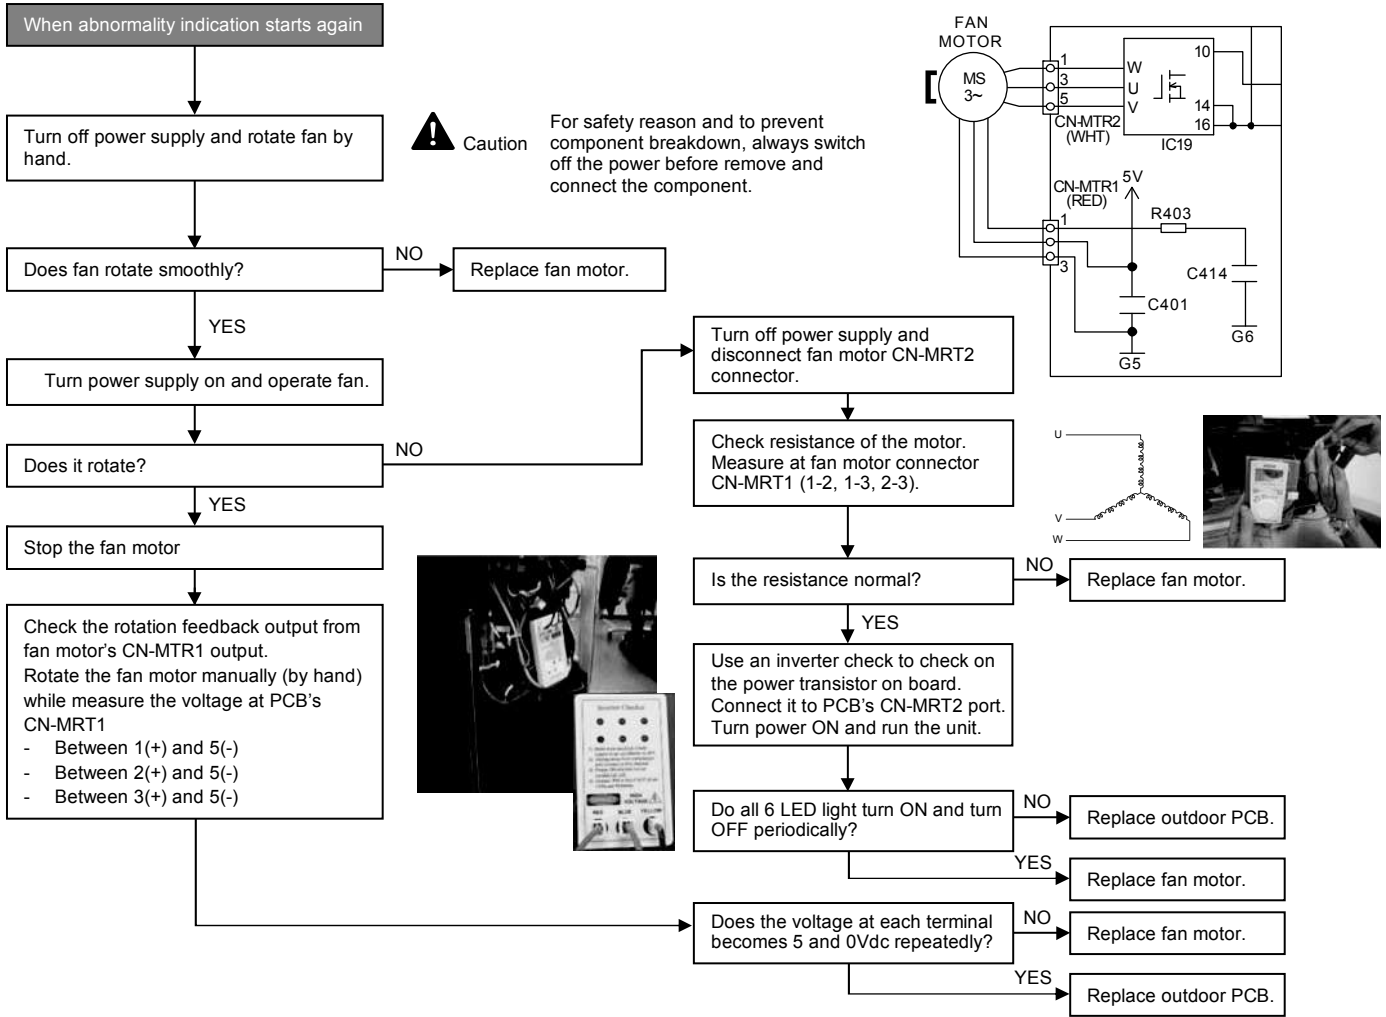 When abnormality indication starts again
Turn off power supply and rotate fan by
hand.
Caution
For safety reason and to prevent
component breakdown, always switch
off the power before remove and
connect the component.
Does fan rotate smoothly?
NO
Replace fan motor.
YES
Turn power supply on and operate fan.
Does it rotate?
NO
YES
Stop the fan motor
Check the rotation feedback output from
fan motor's CN-MTR1 output.
Rotate the fan motor manually (by hand)
while measure the voltage at PCB's
CN-MRT1
- Between 1(+) and 5(-)
- Between 2(+) and 5(-)
- Between 3(+) and 5(-)
Turn off power supply and
disconnect fan motor CN-MRT2
connector.
Check resistance of the motor.
Measure at fan motor connector
CN-MRT1 (1-2, 1-3, 2-3).
Is the resistance normal?
NO
Replace fan motor.
YES
Use an inverter check to check on
the power transistor on board.
Connect it to PCB's CN-MRT2 port.
Turn power ON and run the unit.
Do all 6 LED light turn ON and turn
OFF periodically?
NO
Replace outdoor PCB.
YES
Replace fan motor.
Does the voltage at each terminal
becomes 5 and 0Vdc repeatedly?
NO
Replace fan motor.
YES
Replace outdoor PCB.
FAN
MOTOR
MS
3~
1
3
5
W
U
V
10
14
16
CN-MTR2
(WHT)
IC19
CN-MTR1
(RED)
5V
1
3
R403
C414
C401
G6
G5
U
V
W
Inverter Checker
HIGH
VOLTAGE
RED BLUE YELLOW